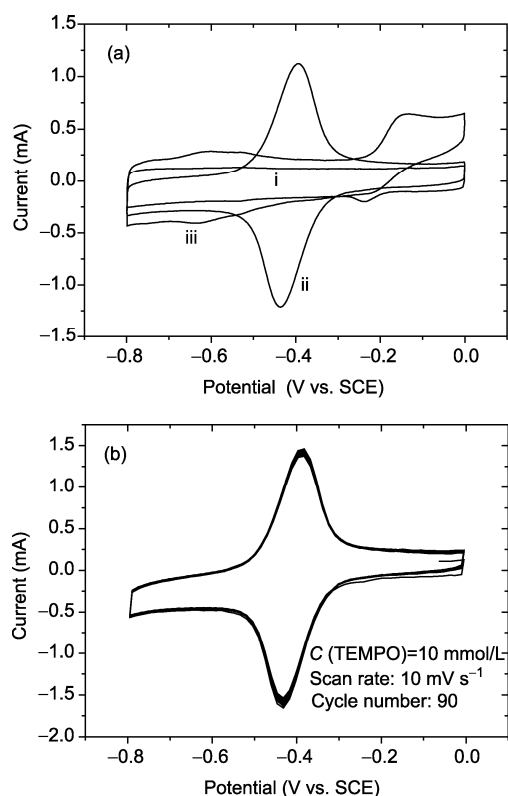 (a)
1.5
1.0
0.5
0.0
−0.5
−1.0
−1.5
Current (mA)
i
iii
ii
−0.8 −0.6 −0.4 −0.2 0.0
Potential (V vs. SCE)
(b)
1.5
1.0
0.5
0.0
−0.5
−1.0
−1.5
−2.0
Current (mA)
C (TEMPO)=10 mmol/L
Scan rate: 10 mV s−1
Cycle number: 90
−0.8 −0.6 −0.4 −0.2 0.0
Potential (V vs. SCE)